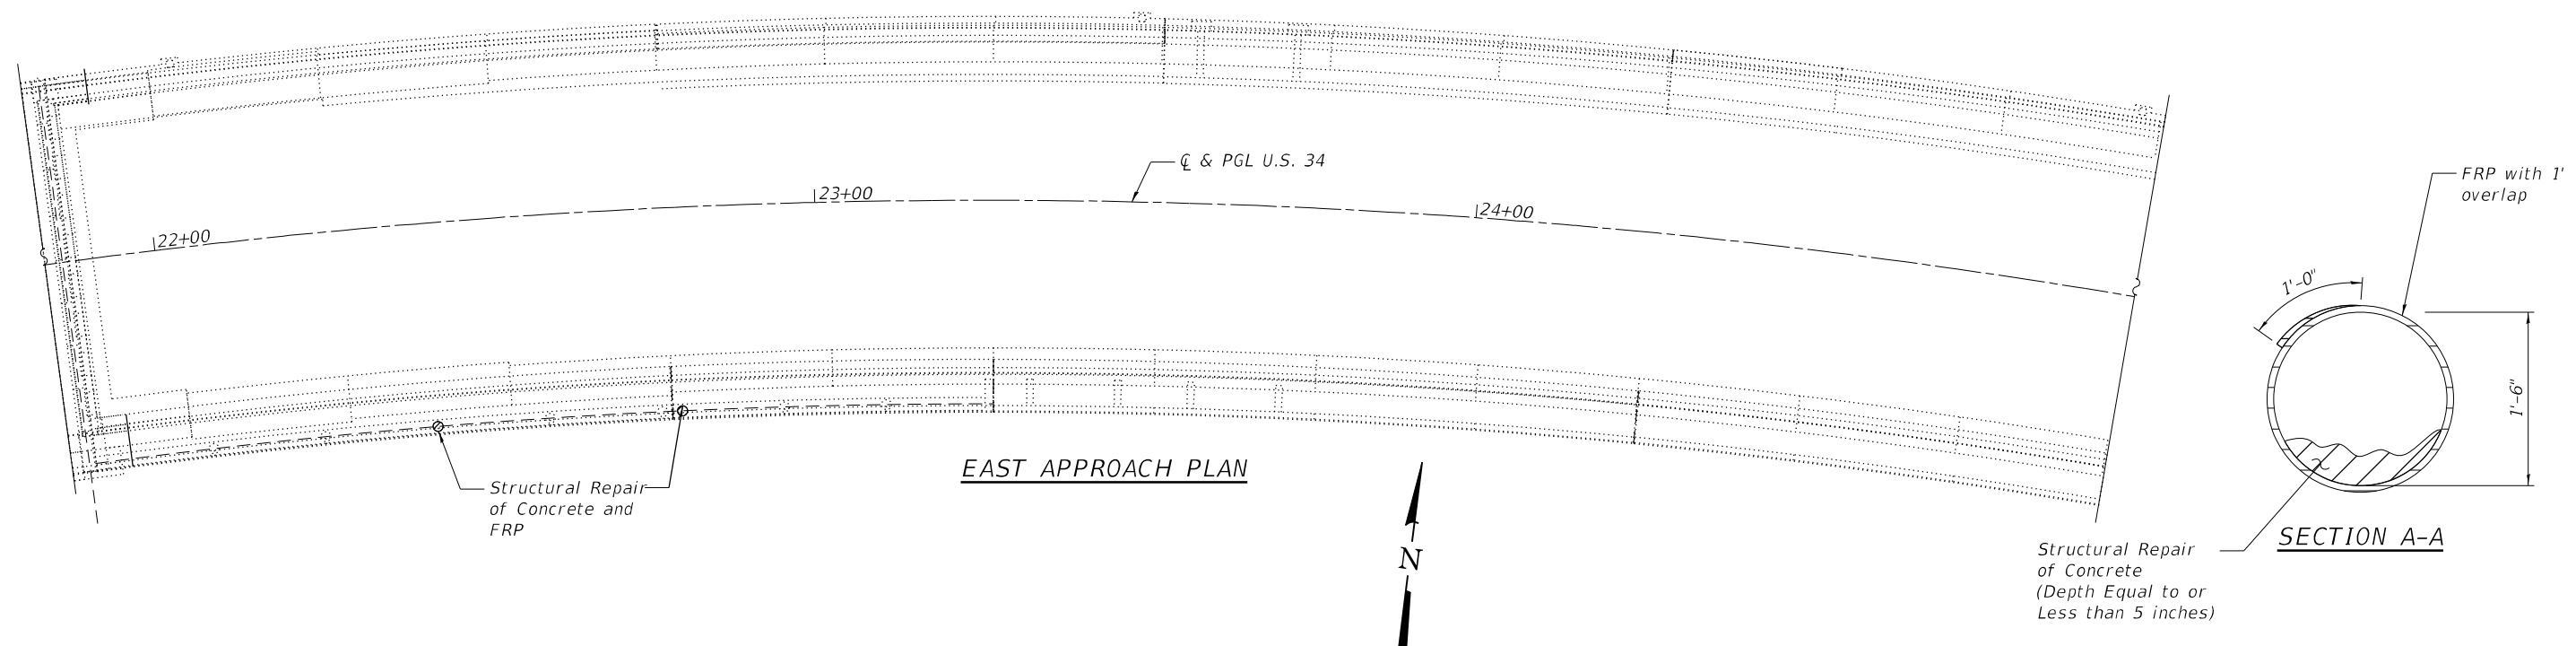 ℄ & PGL U.S. 34
22+00
23+00
24+00
Structural Repair
of Concrete and
FRP
EAST APPROACH PLAN
N
FRP with 1'
overlap
1'-0"
1'-6"
SECTION A-A
Structural Repair
of Concrete
(Depth Equal to or
Less than 5 inches)